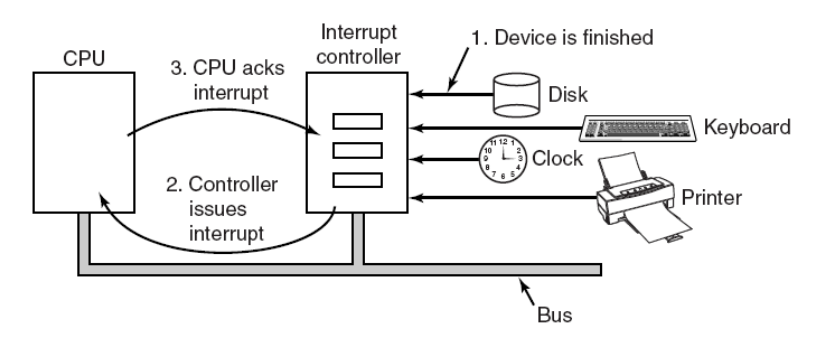 CPU
Interrupt
controller
1. Device is finished
3. CPU acks
interrupt
Disk
Keyboard
Clock
Printer
2. Controller
issues
interrupt
Bus